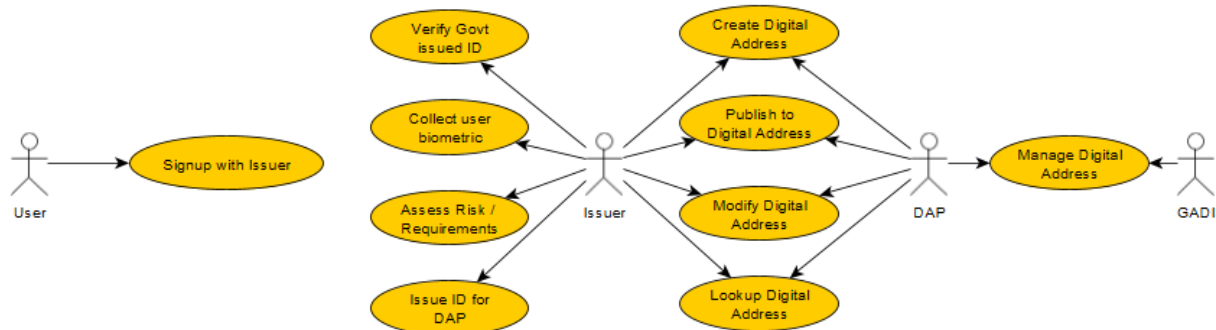 Verify Govt
issued ID
Create Digital
Address
Collect user
biometric
Publish to
Digital Address
Signup with Issuer
Manage Digital
Address
User
Issuer
DAP
GADI
Assess Risk /
Requirements
Modify Digital
Address
Issue ID for
DAP
Lookup Digital
Address